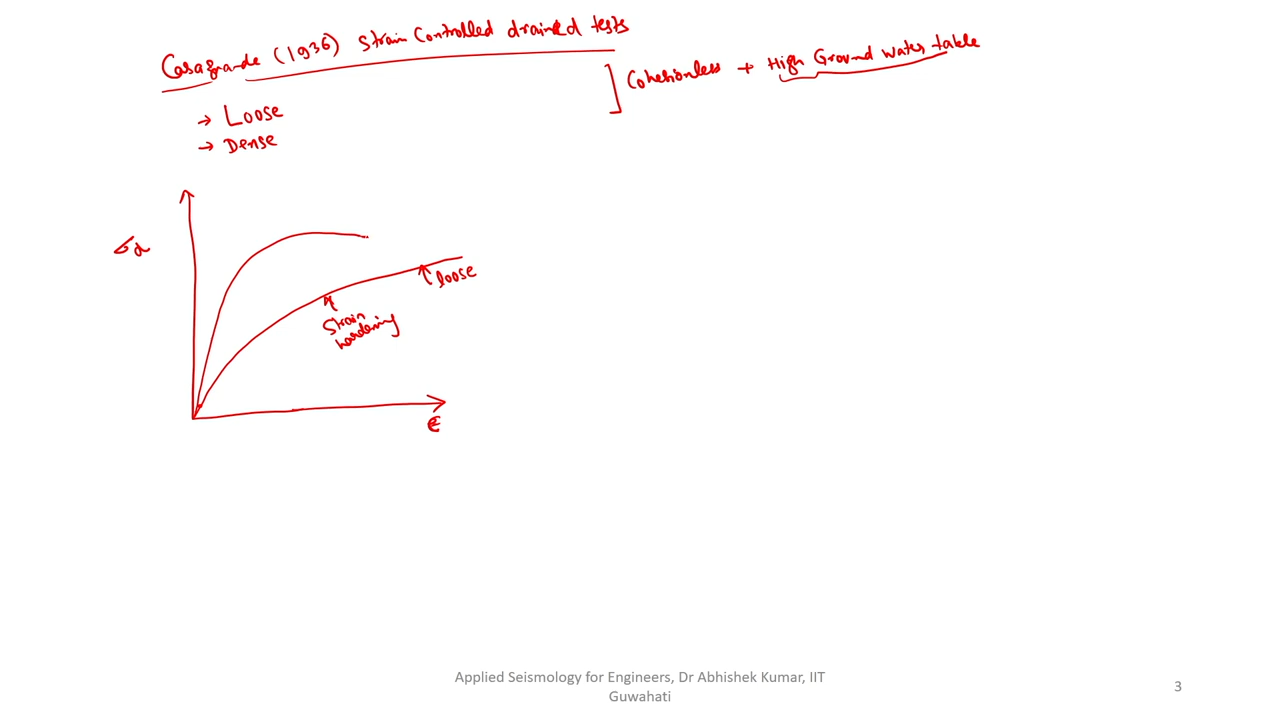 Casagrande (1936) Strain Controlled drained tests
] Cohesionless + High Ground water table
→ Loose
→ Dense
σd
loose
Strain
hardening
ε
Applied Seismology for Engineers, Dr Abhishek Kumar, IIT
Guwahati
3